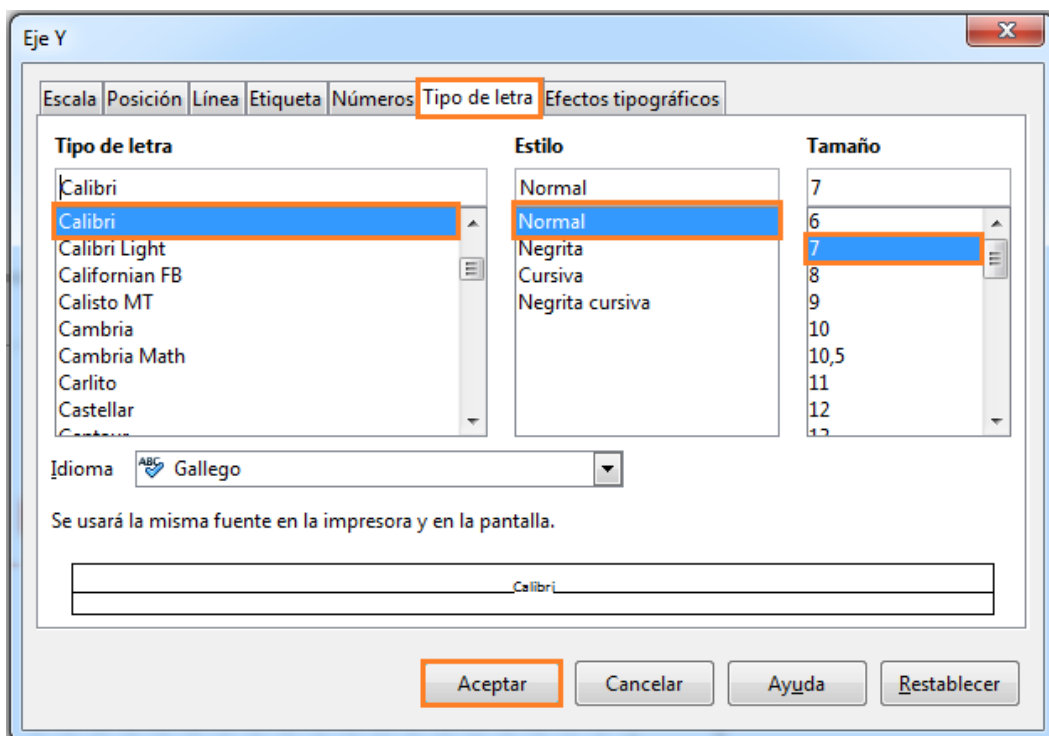 Eje Y
Escala Posición Línea Etiqueta Números Tipo de letra Efectos tipográficos
Tipo de letra Estilo Tamaño
Calibri Normal 7
Calibri Normal 6
Calibri Light Negrita 7
Californian FB Cursiva 8
Calisto MT Negrita cursiva 9
Cambria 10
Cambria Math 10,5
Carlito 11
Castellar 12
Idioma ABC Gallego
Se usará la misma fuente en la impresora y en la pantalla.
Calibri
Aceptar Cancelar Ayuda Restablecer